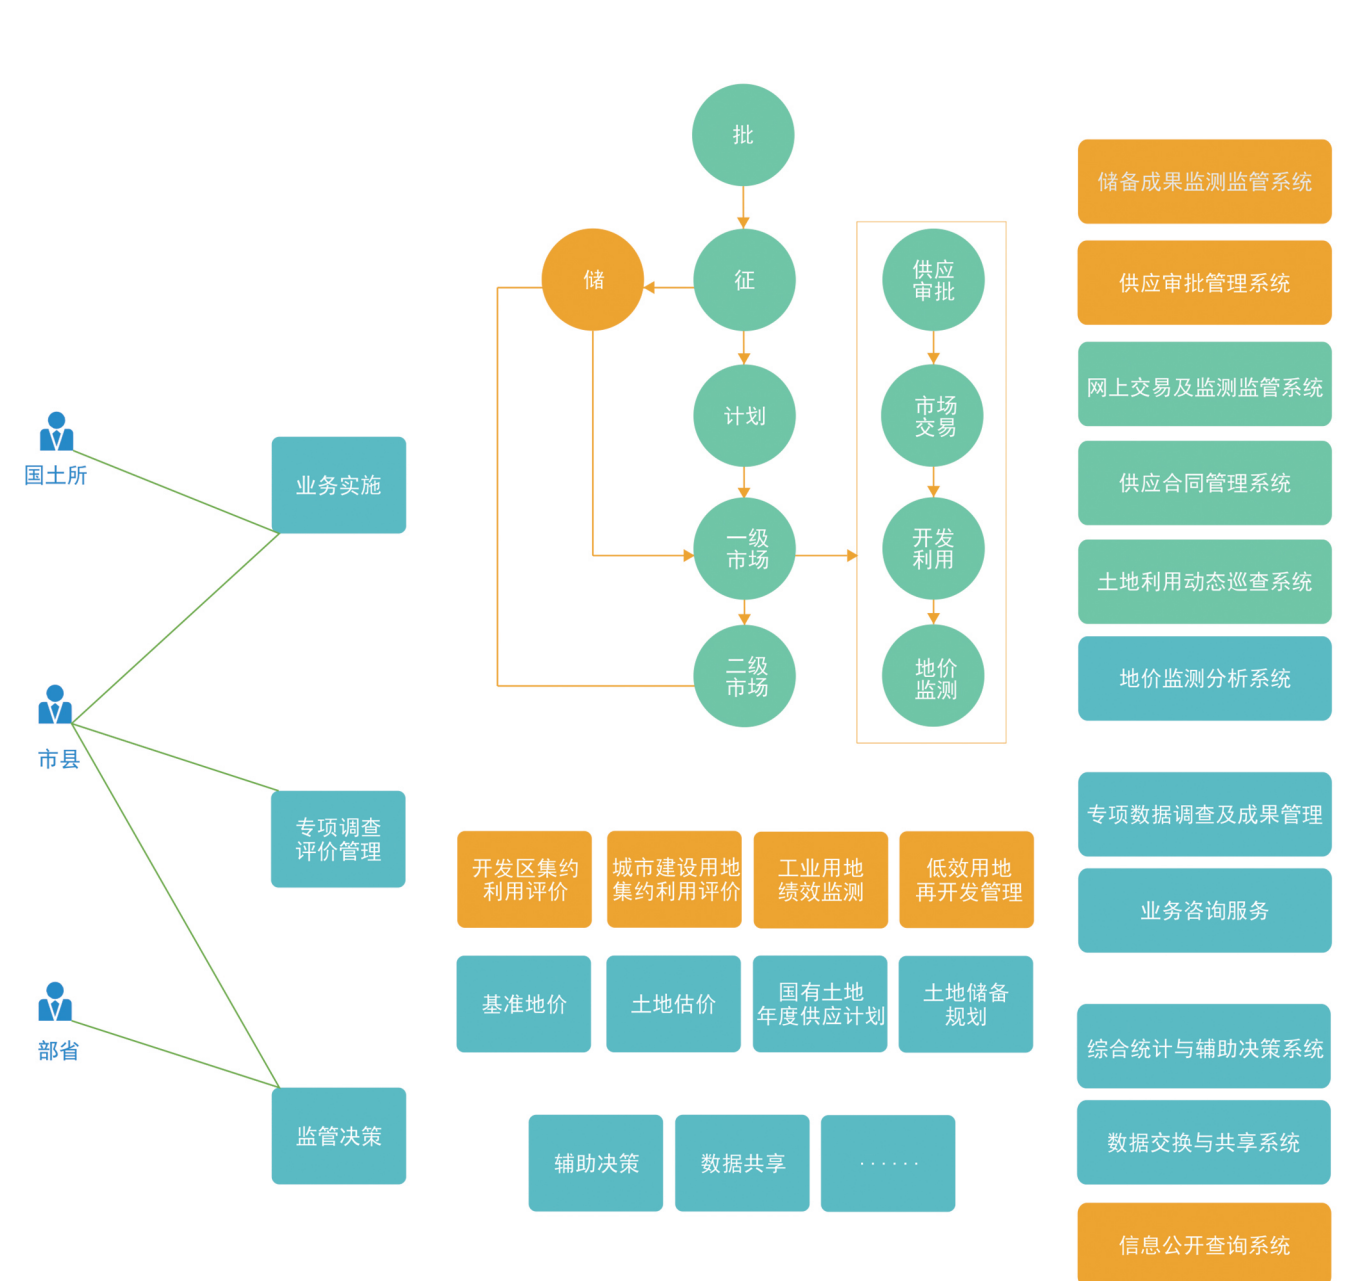 国土所
市县
部省
业务实施
专项调查
评价管理
监管决策
批
储
征
计划
一级
市场
二级
市场
供应
审批
市场
交易
开发
利用
地价
监测
开发区集约
利用评价
城市建设用地
集约利用评价
工业用地
绩效监测
低效用地
再开发管理
基准地价
土地估价
国有土地
年度供应计划
土地储备
规划
辅助决策
数据共享
······
储备成果监测监管系统
供应审批管理系统
网上交易及监测监管系统
供应合同管理系统
土地利用动态巡查系统
地价监测分析系统
专项数据调查及成果管理
业务咨询服务
综合统计与辅助决策系统
数据交换与共享系统
信息公开查询系统